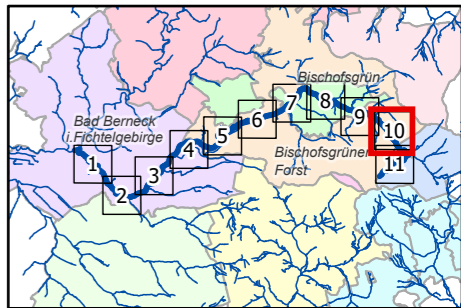 Bischofsgrün
Bad Berneck
i.Fichtelgebirge
Bischofsgrüner
Forst
1
2
3
4
5
6
7
8
9
10
11